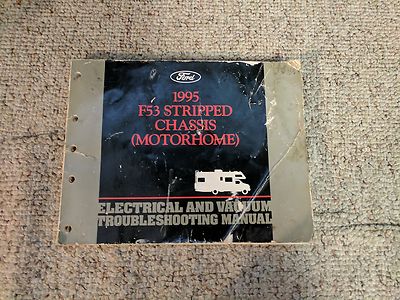 Ford
1995
F53 STRIPPED
CHASSIS
(MOTORHOME)
ELECTRICAL AND VACUUM
TROUBLESHOOTING MANUAL